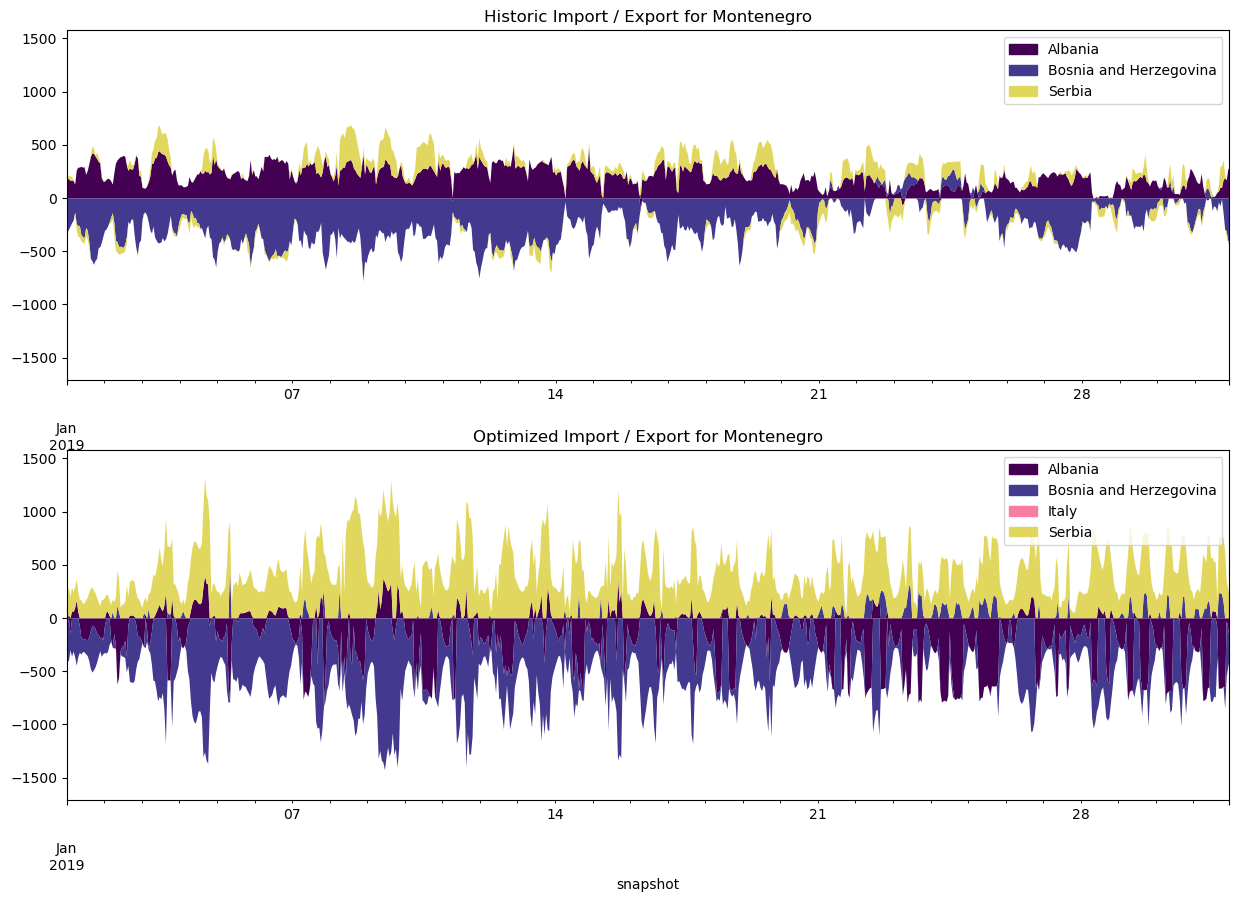 Historic Import / Export for Montenegro
1500
1000
500
0
−500
−1000
−1500
Albania
Bosnia and Herzegovina
Serbia
07
14
21
28
Jan
2019
Optimized Import / Export for Montenegro
1500
1000
500
0
−500
−1000
−1500
Albania
Bosnia and Herzegovina
Italy
Serbia
07
14
21
28
Jan
2019
snapshot